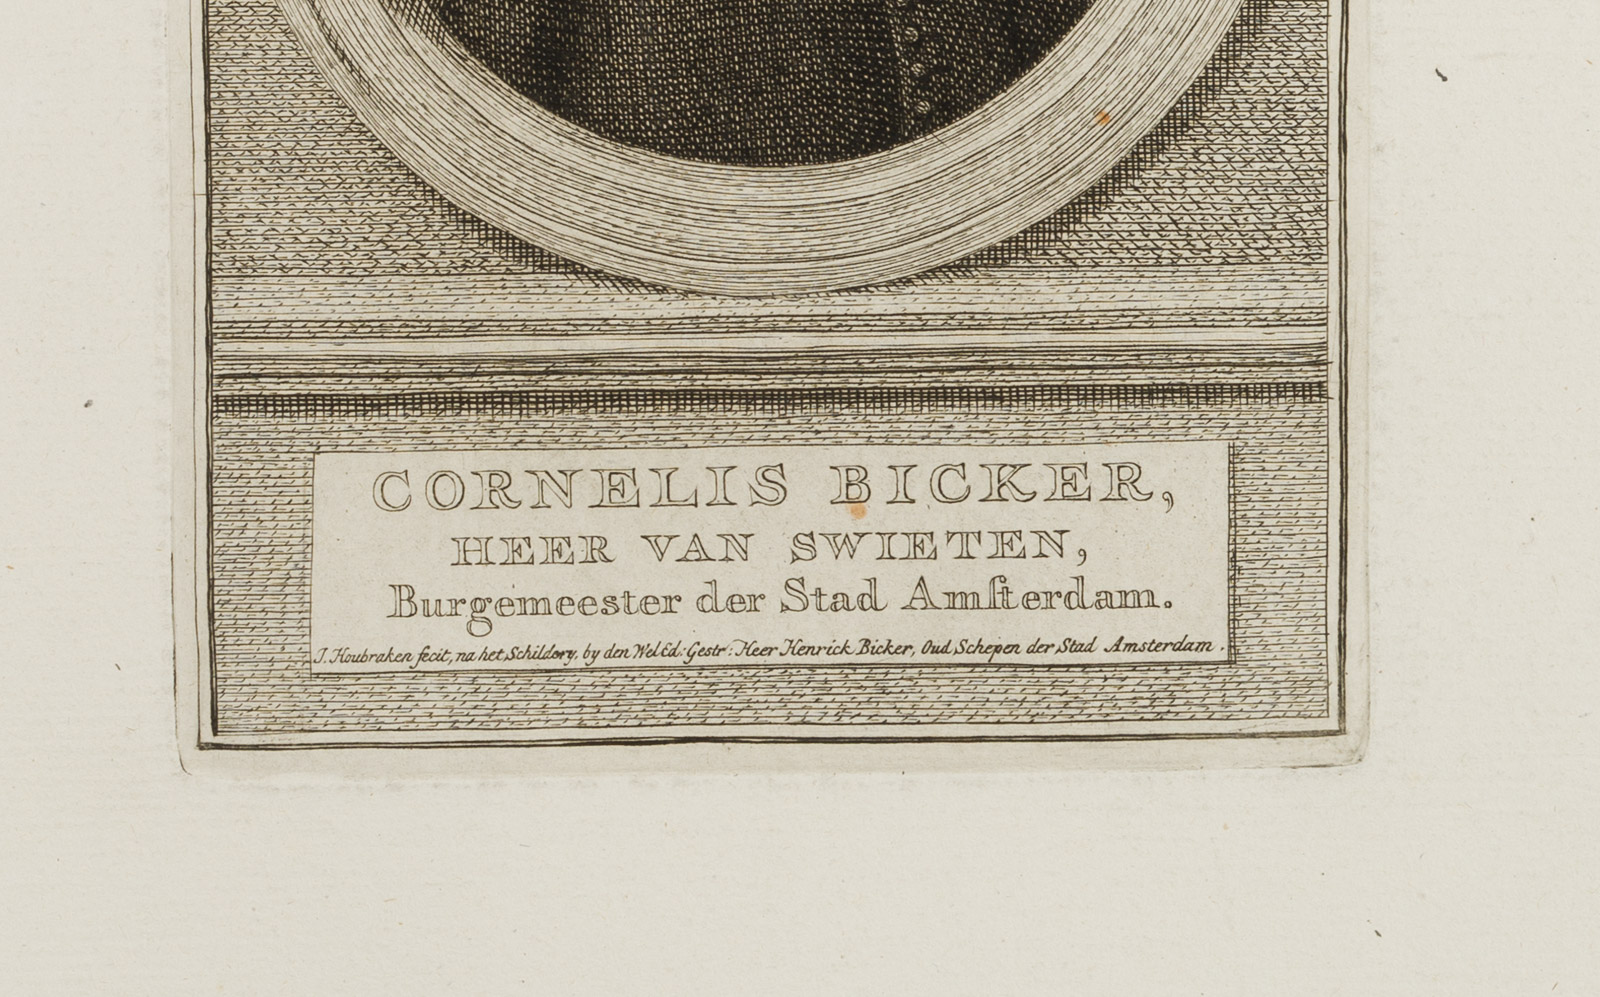 CORNELIS BICKER,
HEER VAN SWIETEN,
Burgemeester der Stad Amſterdam.
J. Houbraken fecit, na het Schildery, by den Wel Ed: Gestr: Heer Henrick Bicker, Oud Schepen der Stad Amsterdam.